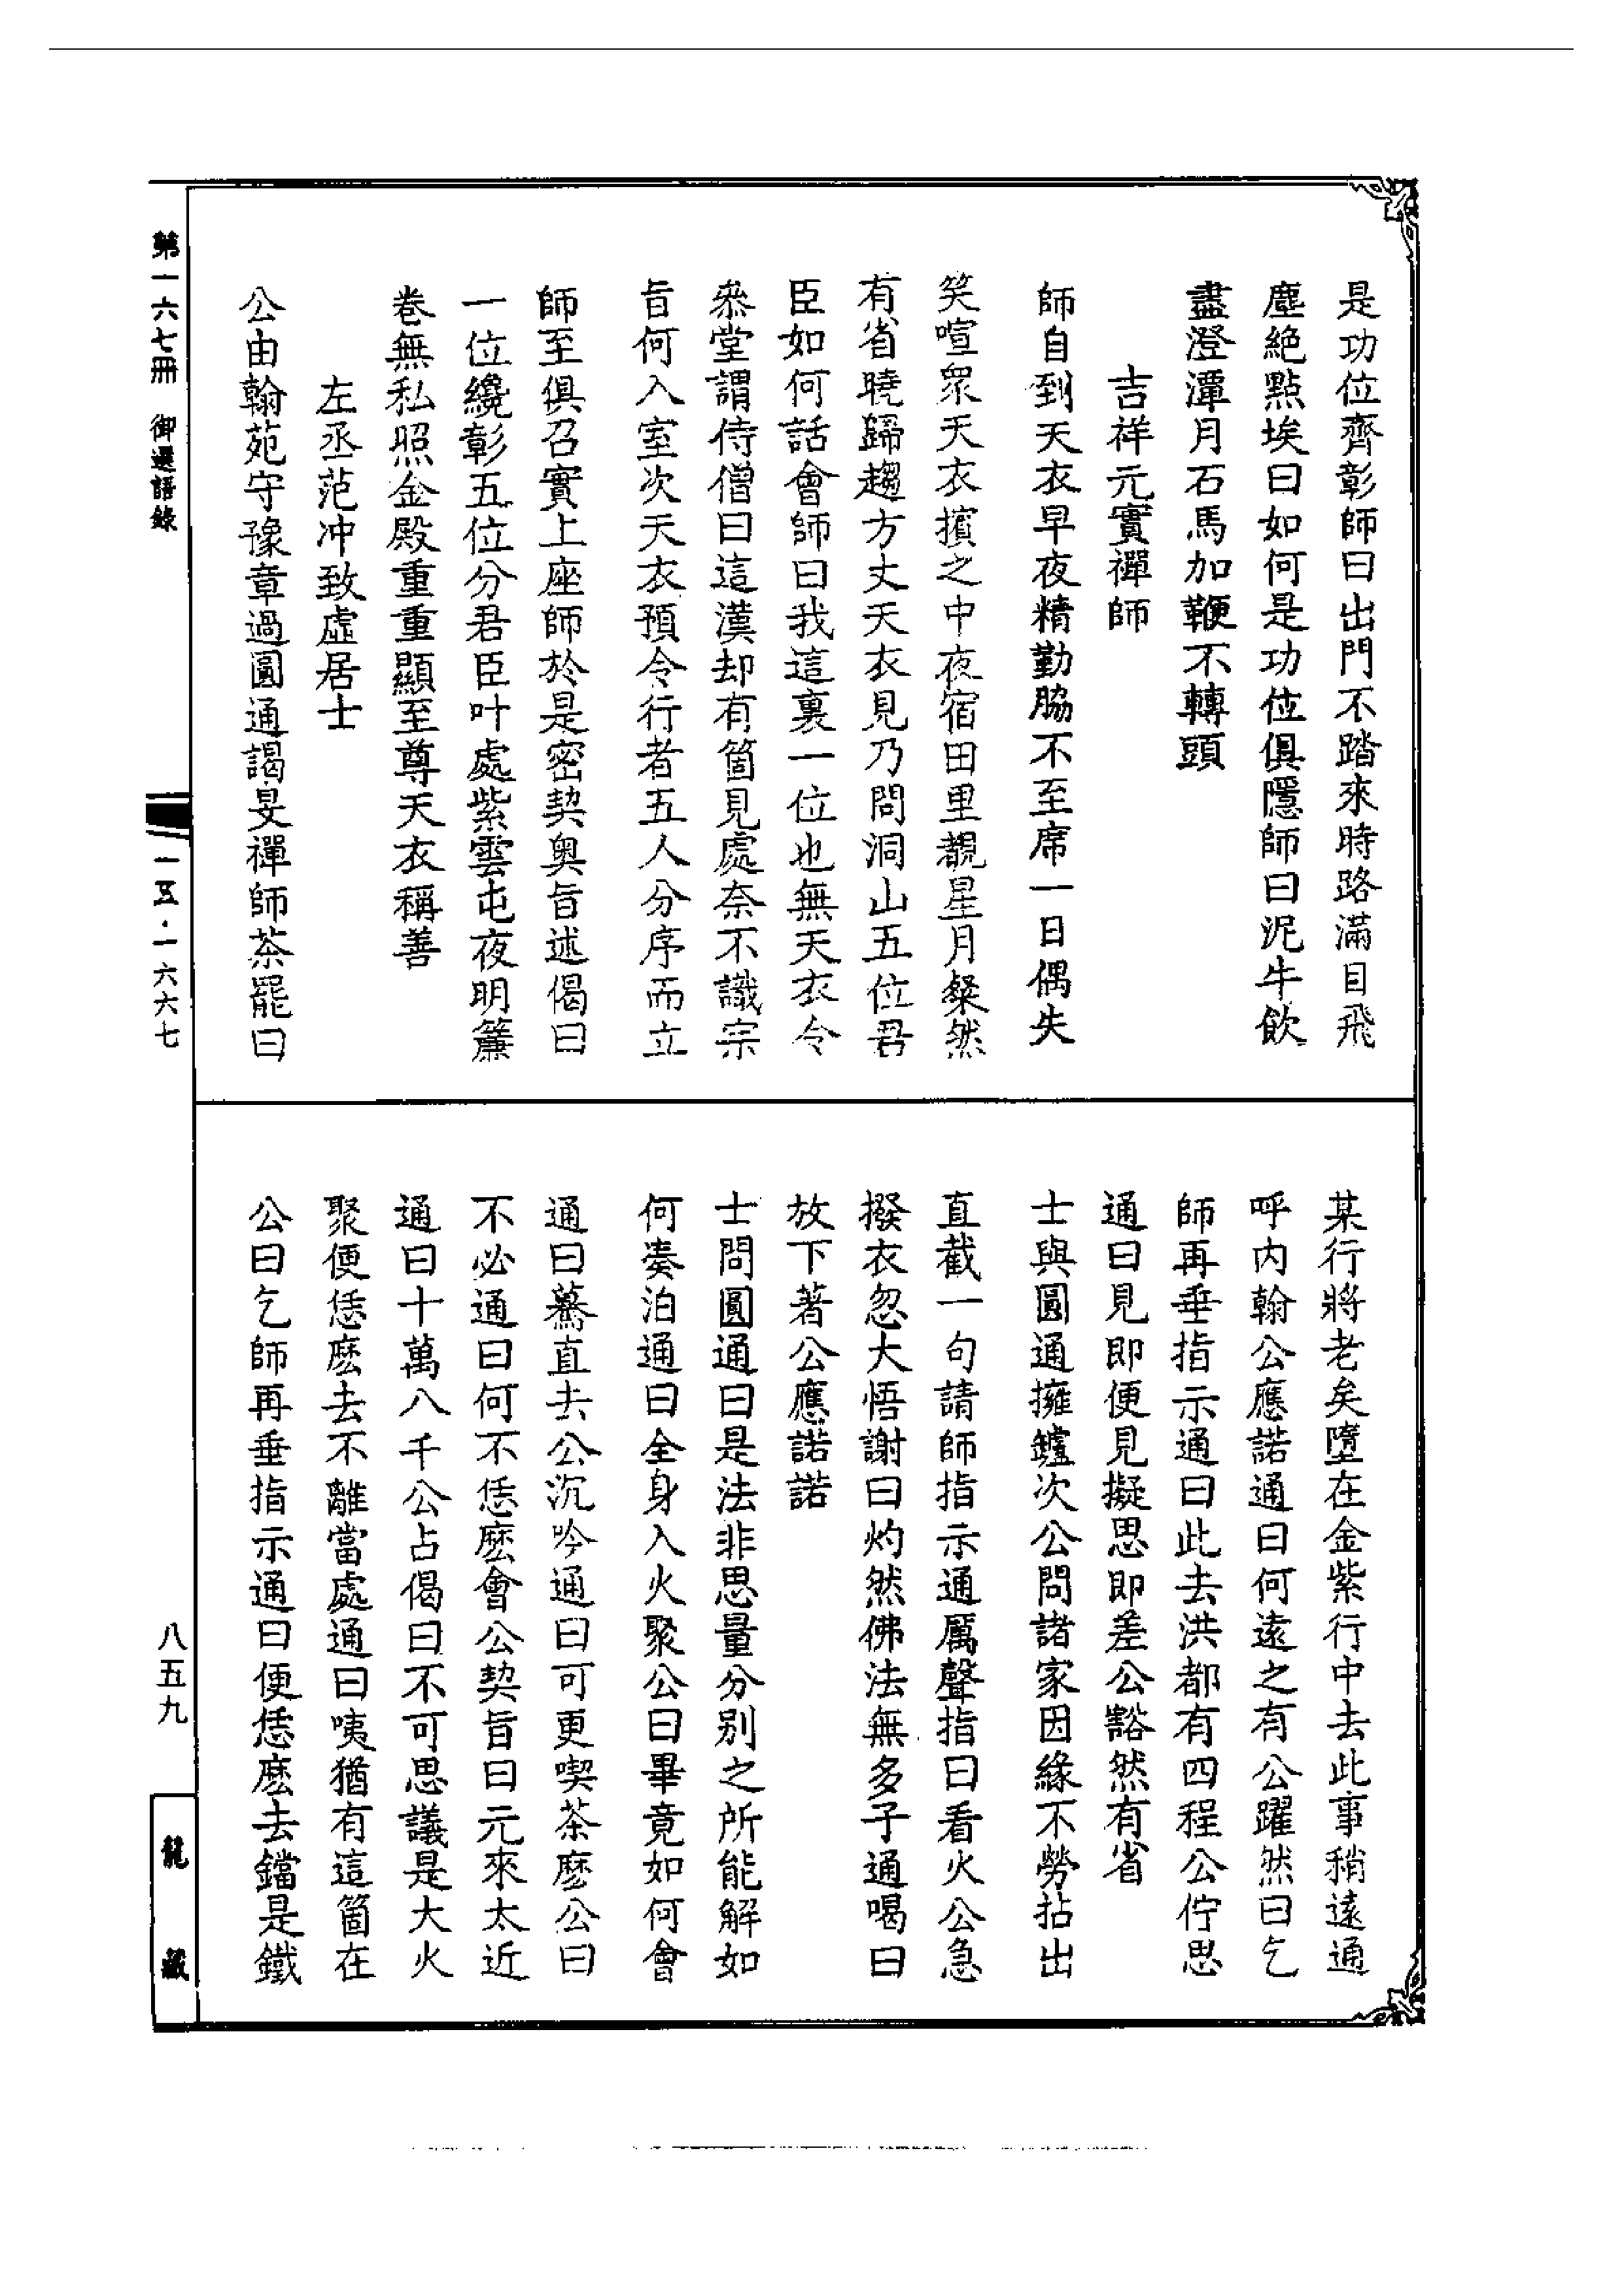 是功位齊彰師曰出門不踏來時路滿目飛
塵絕點埃曰如何是功位俱隱師曰泥牛飲
盡澄潭月石馬加鞭不轉頭
吉祥元實禪師
師自到天衣早夜精勤脇不至席一日偶失
笑喧衆天衣擯之中夜宿田里覩星月粲然
有省曉歸趨方丈天衣見乃問洞山五位君
臣如何話會師曰我這裏一位也無天衣令
叅堂謂侍僧曰這漢却有箇見處奈不識宗
旨何入室次天衣預令行者五人分序而立
師至俱召實上座師於是密契奥旨述偈曰
一位纔彰五位分君臣叶處紫雲屯夜明簾
卷無私照金殿重重顯至尊天衣稱善
左丞范冲致虛居士
公由翰苑守豫章過圓通謁旻禪師茶罷曰
某行將老矣墮在金紫行中去此事稍遠通
呼内翰公應諾通曰何遠之有公躍然曰乞
師再垂指示通曰此去洪都有四程公佇思
通曰見即便見擬思即差公豁然有省
士與圓通擁鑪次公問諸家因緣不勞拈出
直截一句請師指示通厲聲指曰看火公急
撥衣忽大悟謝曰灼然佛法無多子通喝曰
放下著公應諾諾
士問圓通曰是法非思量分别之所能解如
何凑泊通曰全身入火聚公曰畢竟如何會
通曰驀直去公沉吟通曰可更喫茶麽公曰
不必通曰何不恁麽會公契旨曰元來太近
通曰十萬八千公占偈曰不可思議是大火
聚便恁麽去不離當處通曰咦猶有這箇在
公曰乞師再垂指示通曰便恁麽去鐺是鐵
第一六七冊 御選語錄
一五·一六六七
八五九
龍藏